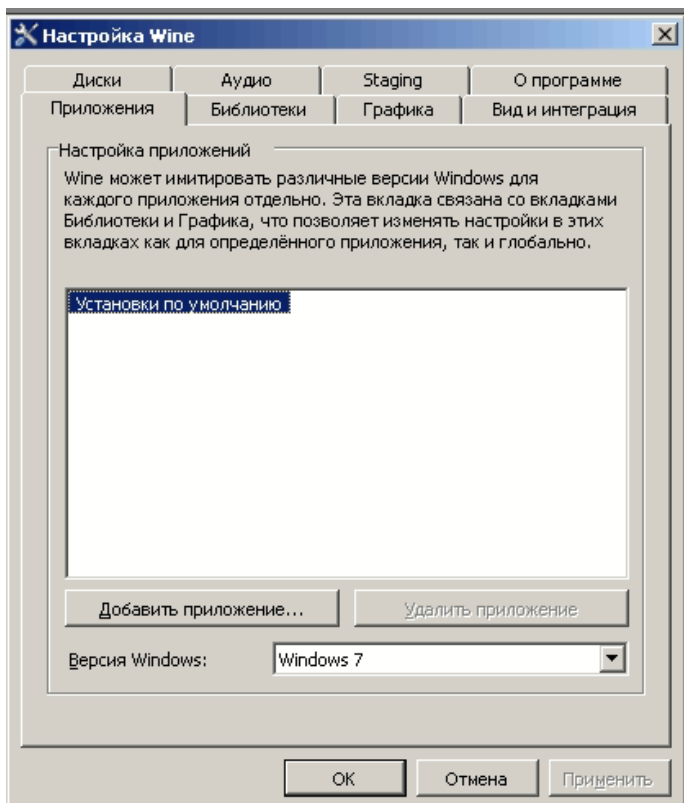 Настройка Wine
Диски Аудио Staging О программе
Приложения Библиотеки Графика Вид и интеграция
Настройка приложений
Wine может имитировать различные версии Windows для
каждого приложения отдельно. Эта вкладка связана со вкладками
Библиотеки и Графика, что позволяет изменять настройки в этих
вкладках как для определённого приложения, так и глобально.
Установки по умолчанию
Добавить приложение... Удалить приложение
Версия Windows: Windows 7
ОК Отмена Применить